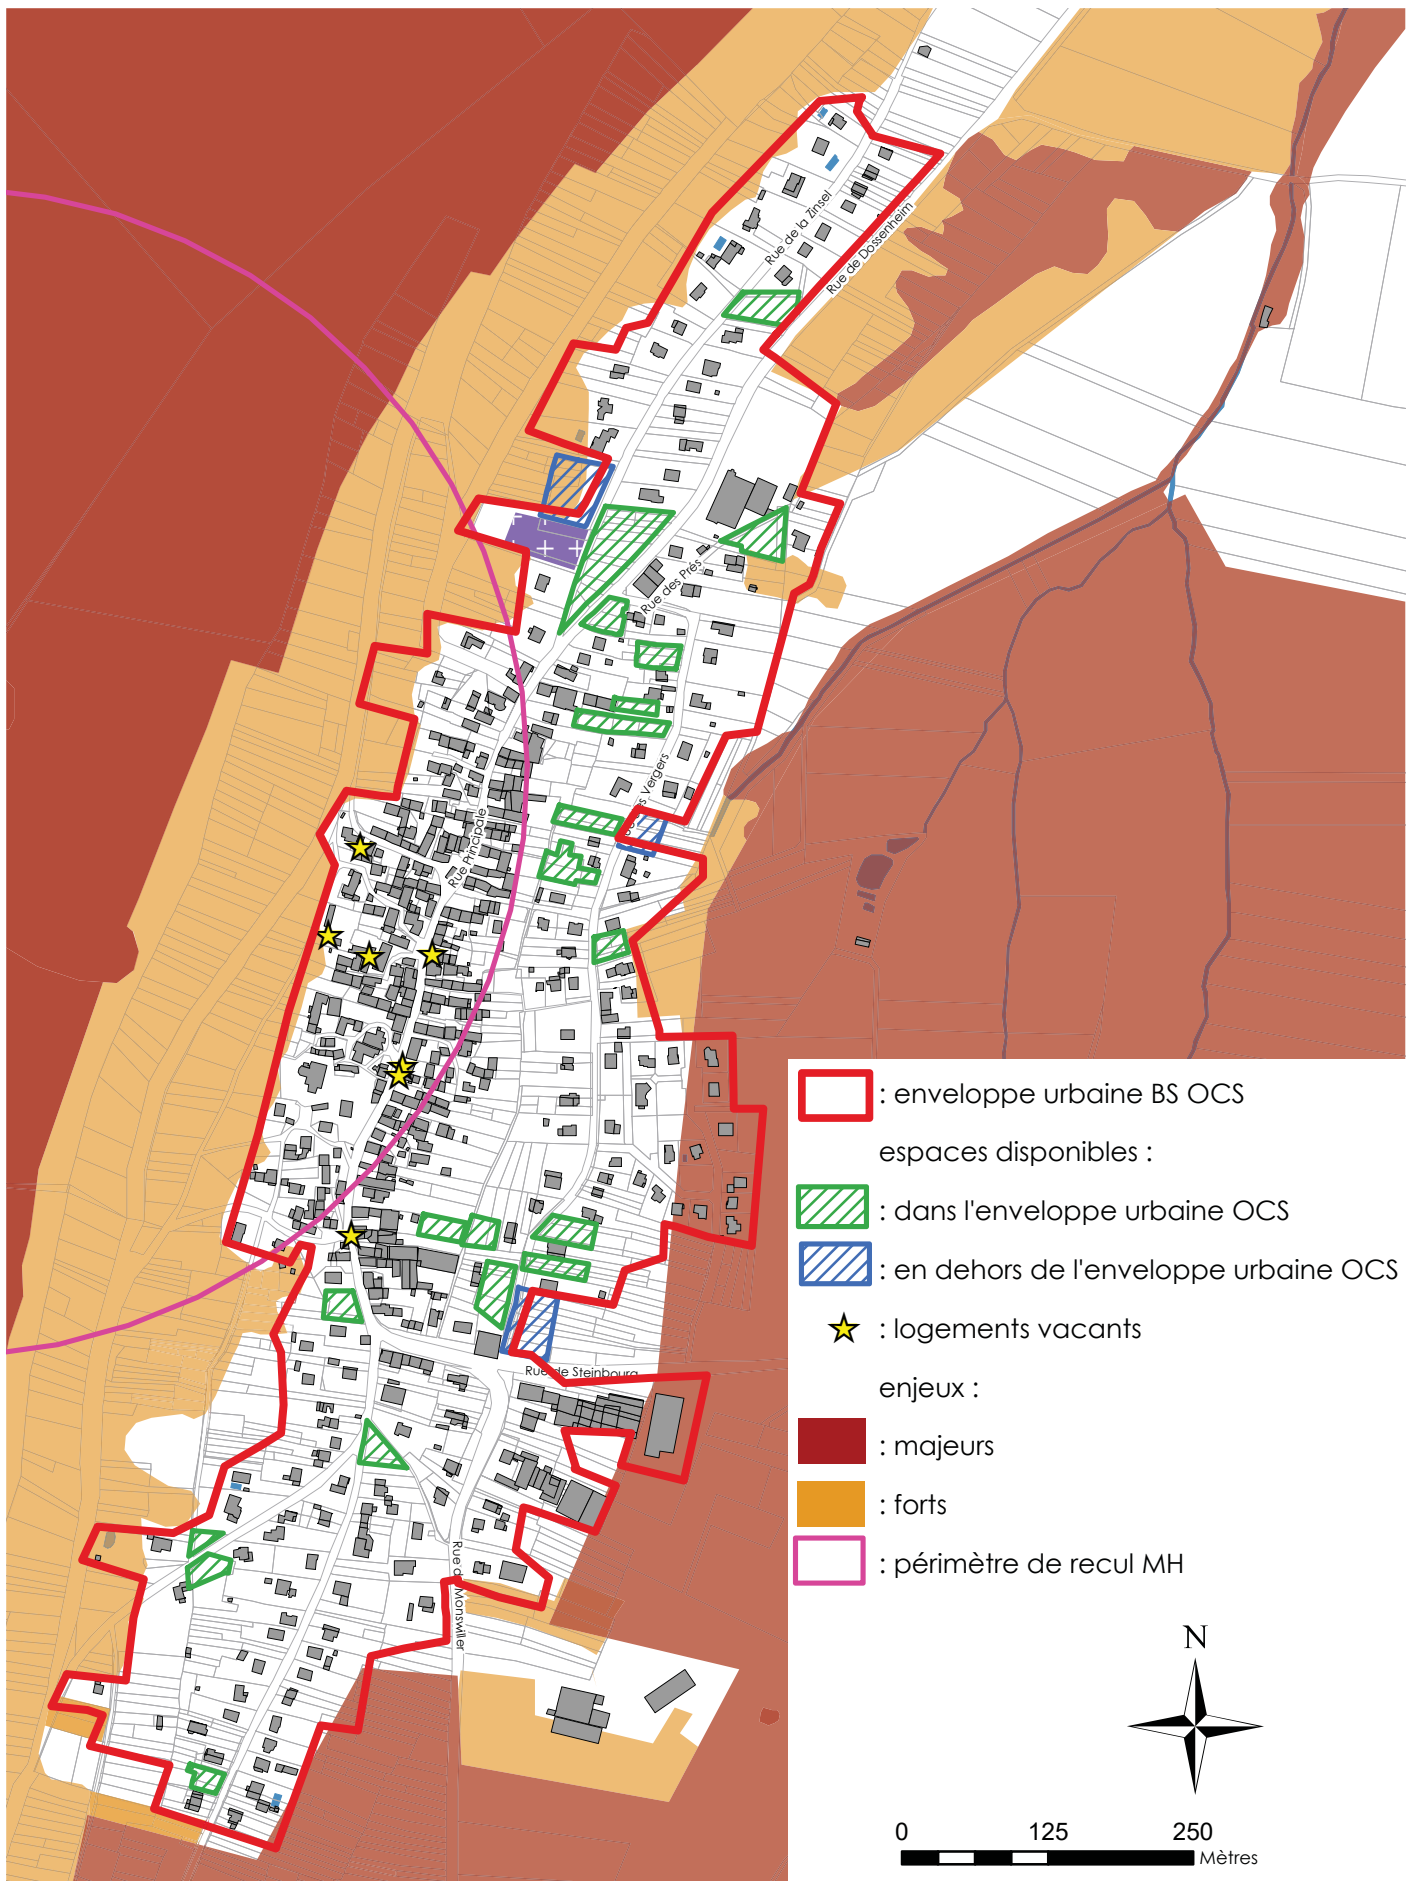 Rue de la Zinsel
Rue de Dossenheim
Rue des Prés
Vergers
Rue Principale
: enveloppe urbaine BS OCS
espaces disponibles :
: dans l'enveloppe urbaine OCS
: en dehors de l'enveloppe urbaine OCS
: logements vacants
enjeux :
: majeurs
: forts
: périmètre de recul MH
Rue de Steinbourg
Rue de Monswiller
N
0 125 250
Mètres